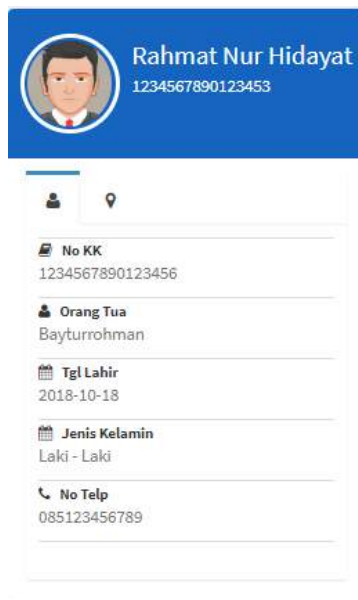 Rahmat Nur Hidayat
1234567890123453
No KK
1234567890123456
Orang Tua
Bayturrohman
Tgl Lahir
2018-10-18
Jenis Kelamin
Laki - Laki
No Telp
085123456789